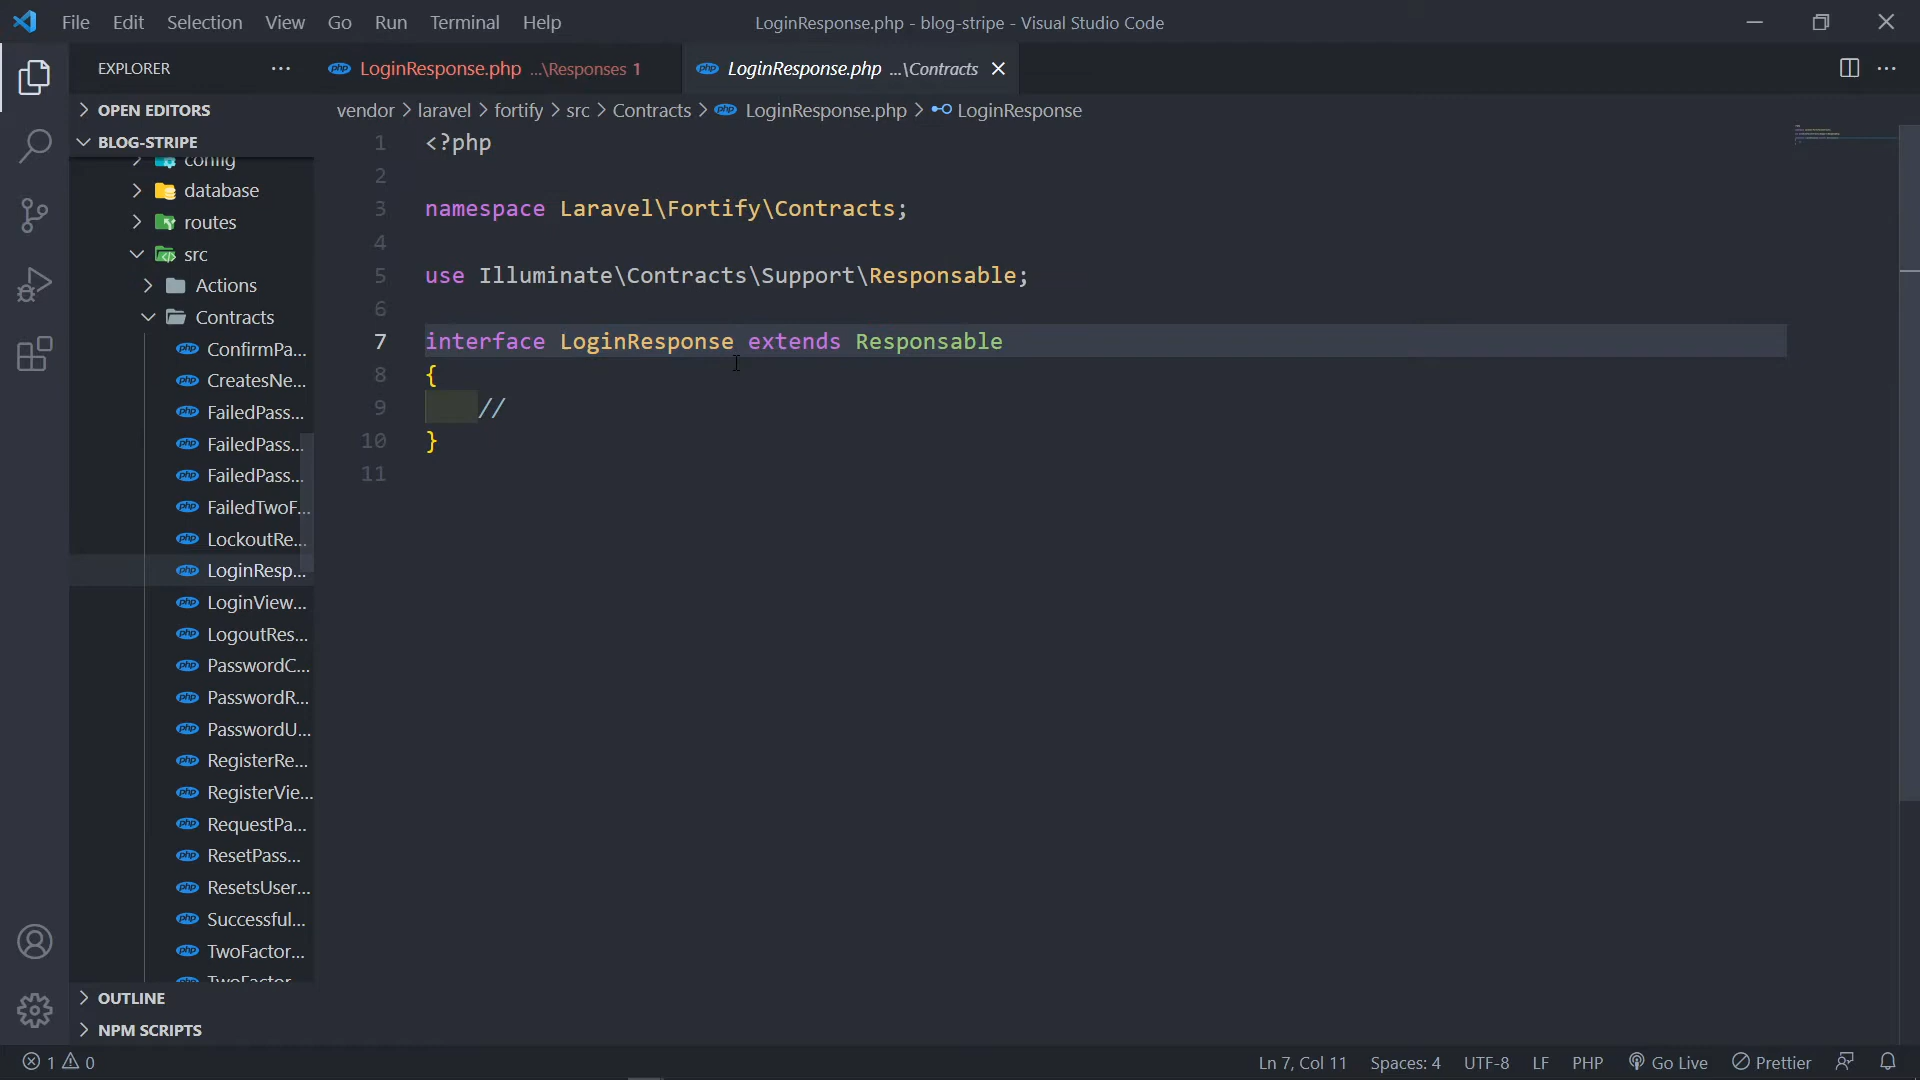 File Edit Selection View Go Run Terminal Help
LoginResponse.php - blog-stripe - Visual Studio Code
EXPLORER
LoginResponse.php ...\Responses 1
LoginResponse.php ...\Contracts
OPEN EDITORS
vendor > laravel > fortify > src > Contracts > LoginResponse.php > LoginResponse
BLOG-STRIPE
config
database
routes
src
Actions
Contracts
ConfirmPa...
CreatesNe...
FailedPass...
FailedPass...
FailedPass...
FailedTwoF...
LockoutRe...
LoginResp...
LoginView...
LogoutRes...
PasswordC...
PasswordR...
PasswordU...
RegisterRe...
RegisterVie...
RequestPa...
ResetPass...
ResetsUser...
Successful...
TwoFactor...
TwoFactor...
OUTLINE
NPM SCRIPTS
1 <?php
2
3 namespace Laravel\Fortify\Contracts;
4
5 use Illuminate\Contracts\Support\Responsable;
6
7 interface LoginResponse extends Responsable
8 {
9 //
10 }
11
1 0
Ln 7, Col 11 Spaces: 4 UTF-8 LF PHP Go Live Prettier